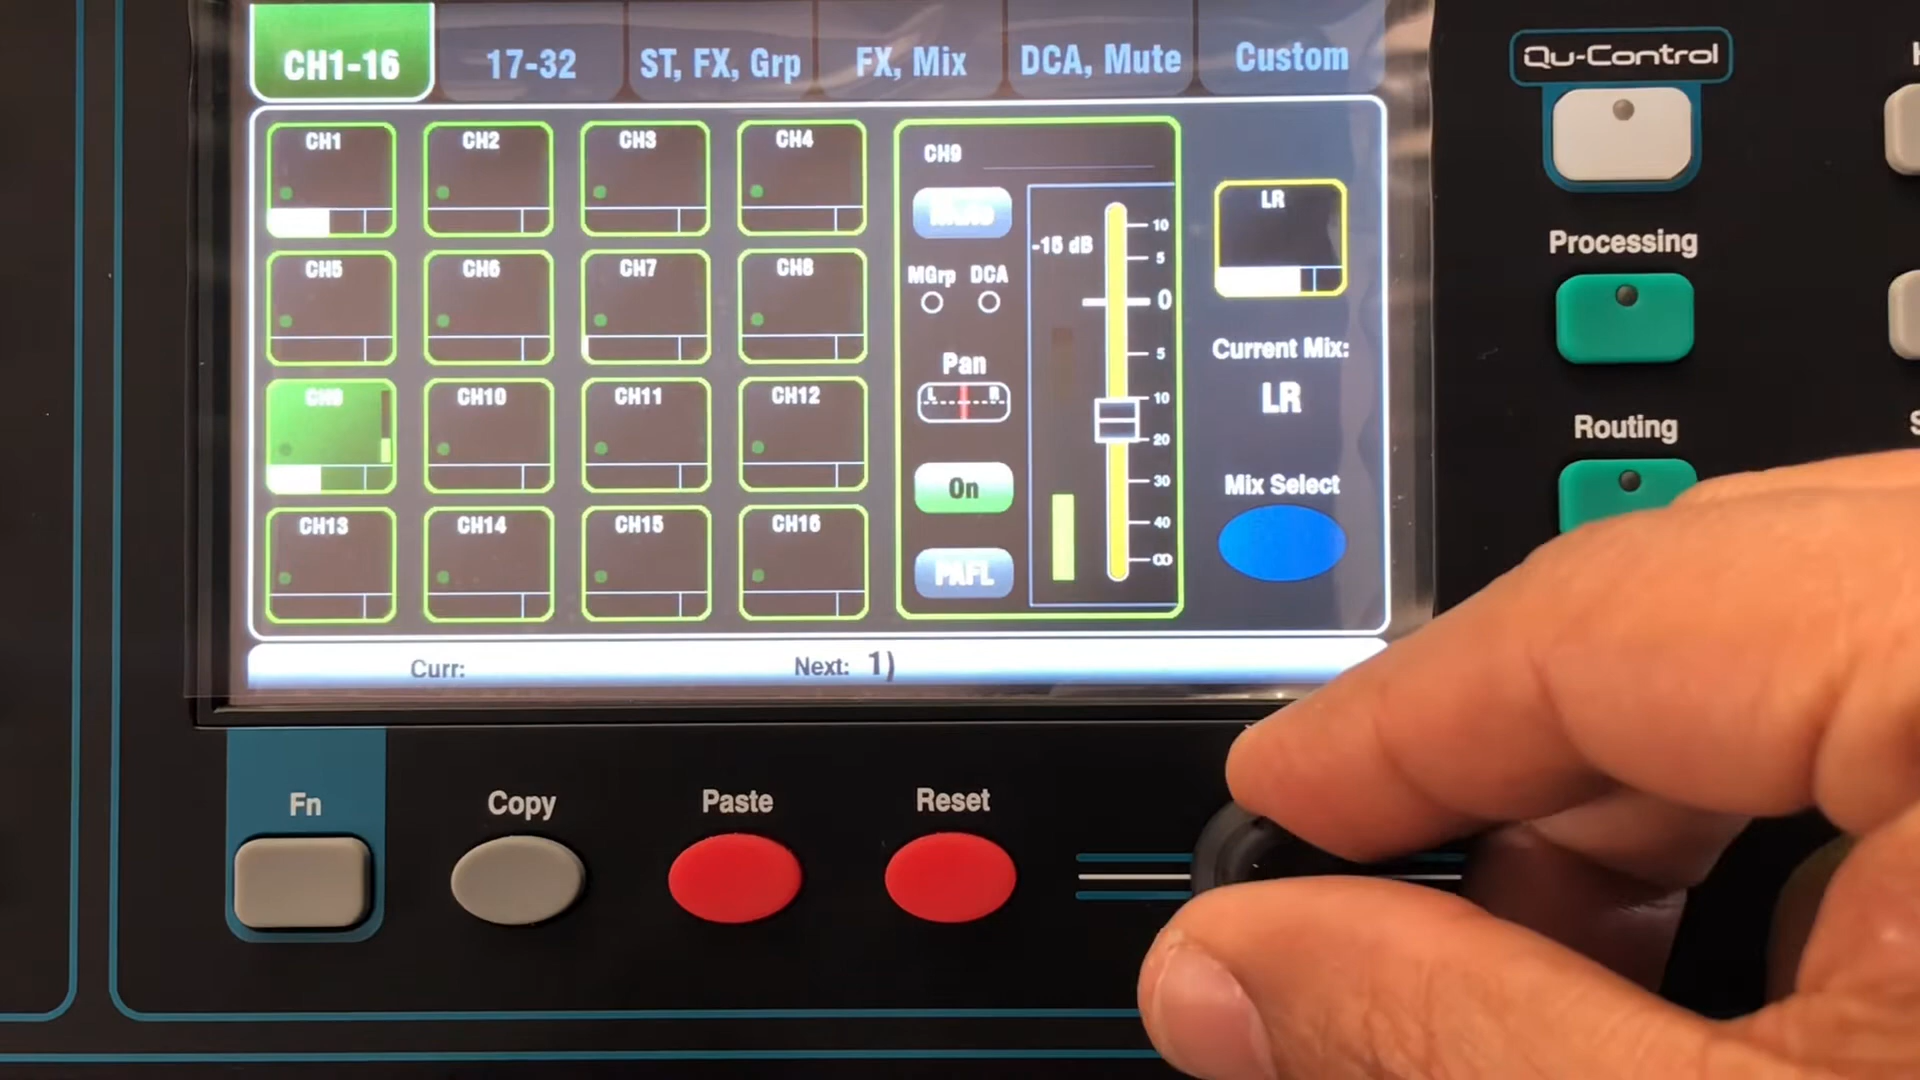 CH1-16 17-32 ST, FX, Grp FX, Mix DCA, Mute Custom
Qu-Control
CH1 CH2 CH3 CH4
CH9
Mute
-15 dB
10
5
0
5
10
20
30
40
∞
MGrp DCA
Pan
L R
On
PAFL
LR
Current Mix:
LR
Mix Select
CH5 CH6 CH7 CH8
CH9 CH10 CH11 CH12
CH13 CH14 CH15 CH16
Curr: Next: 1)
Processing
Routing
Fn Copy Paste Reset